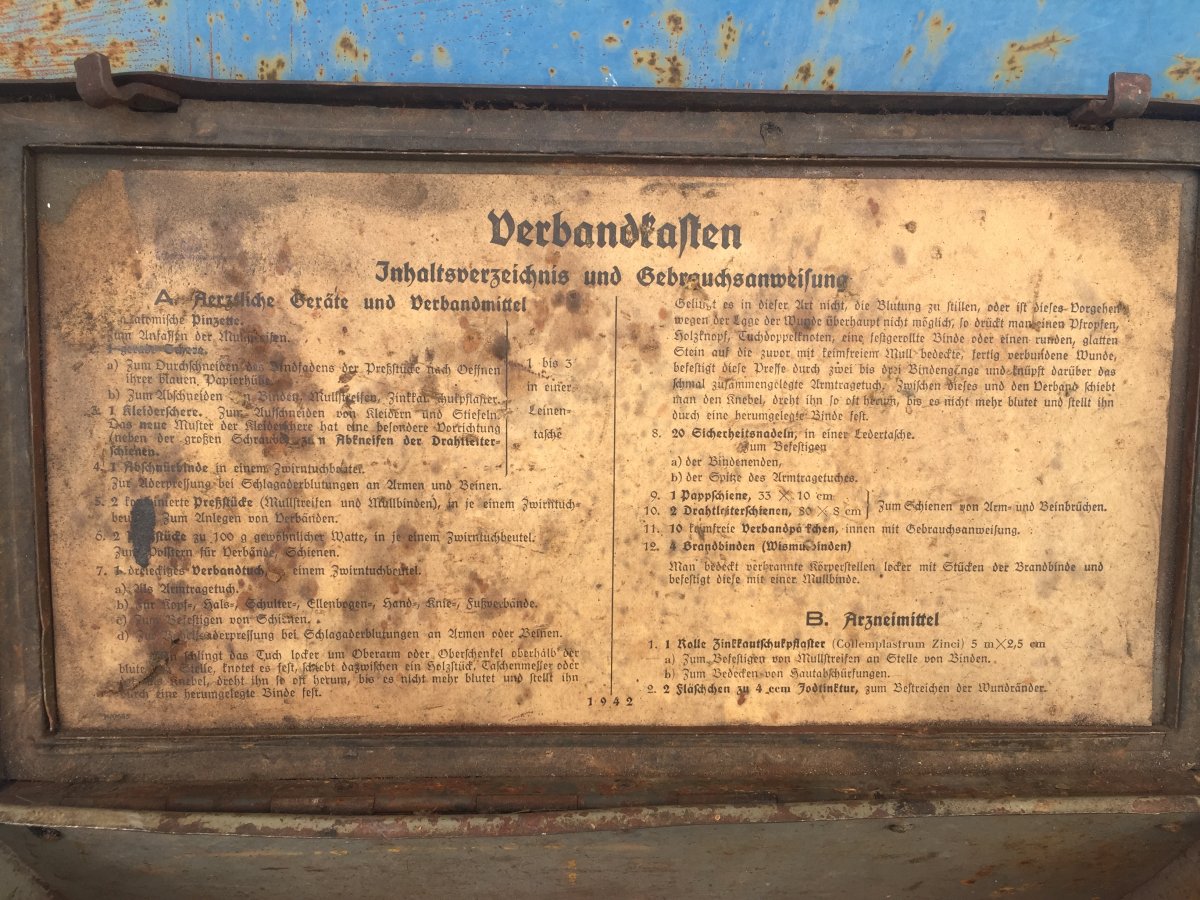 Verbandkasten
Inhaltsverzeichnis und Gebrauchsanweisung
A. Aerztliche Geräte und Verbandmittel
anatomische Pinzette.
Zum Anfassen der Mullstreifen.
1 gerade Schere.
a) Zum Durchschneiden des Bindfadens der Preßstücke nach Oeffnen
ihrer blauen Papierhülle.
b) Zum Abschneiden von Binden, Mullstreifen, Zinkkautschukpflaster.
3. 1 Kleiderschere. Zum Aufschneiden von Kleidern und Stiefeln.
Das neue Muster der Kleiderschere hat eine besondere Vorrichtung
(neben der großen Schraube) zum Abkneifen der Drahtleiter-
schienen.
1 bis 3
in einer
Leinen-
tasche
4. 1 Abschnürbinde in einem Zwirntuchbeutel.
Zur Aderpressung bei Schlagaderblutungen an Armen und Beinen.
5. 2 kombinierte Preßstücke (Mullstreifen und Mullbinden), in je einem Zwirntuch-
beutel. Zum Anlegen von Verbänden.
6. 2 Preßstücke zu 100 g gewöhnlicher Watte, in je einem Zwirntuchbeutel.
Zum Polstern für Verbände, Schienen.
7. 1 dreieckiges Verbandtuch, einem Zwirntuchbeutel.
a) Als Armtragetuch.
b) Für Kopf-, Hals-, Schulter-, Ellenbogen-, Hand-, Knie-, Fußverbände.
c) Zum Befestigen von Schienen.
d) Zur Schlagaderpressung bei Schlagaderblutungen an Armen oder Beinen.
Man schlingt das Tuch locker um Oberarm oder Oberschenkel oberhalb der
blutenden Stelle, knotet es fest, schiebt dazwischen ein Holzstück, Taschenmesser oder
als Knebel, dreht ihn so oft herum, bis es nicht mehr blutet und stellt ihn
durch eine herumgelegte Binde fest.
Gelingt es in dieser Art nicht, die Blutung zu stillen, oder ist dieses Vorgehen
wegen der Lage der Wunde überhaupt nicht möglich, so drückt man einen Pfropfen,
Holzknopf, Tuchdoppelknoten, eine festgerollte Binde oder einen runden, glatten
Stein auf die zuvor mit keimfreiem Mull bedeckte, fertig verbundene Wunde,
befestigt diese Presse durch zwei bis drei Bindengänge und knüpft darüber das
schmal zusammengelegte Armtragetuch. Zwischen dieses und den Verband schiebt
man den Knebel, dreht ihn so oft herum, bis es nicht mehr blutet und stellt ihn
durch eine herumgelegte Binde fest.
8. 20 Sicherheitsnadeln, in einer Ledertasche.
Zum Befestigen
a) der Bindenenden,
b) der Spitze des Armtragetuches.
9. 1 Pappschiene, 33 × 10 cm
10. 2 Drahtleiterschienen, 80 × 8 cm
Zum Schienen von Arm- und Beinbrüchen.
11. 10 keimfreie Verbandpäckchen, innen mit Gebrauchsanweisung.
12. 4 Brandbinden (Wismutbinden)
Man bedeckt verbrannte Körperstellen locker mit Stücken der Brandbinde und
befestigt diese mit einer Mullbinde.
B. Arzneimittel
1. 1 Rolle Zinkkautschukpflaster (Collemplastrum Zinci) 5 m×2,5 cm
a) Zum Befestigen von Mullstreifen an Stelle von Binden.
b) Zum Bedecken von Hautabschürfungen.
2. 2 Fläschchen zu 4 ccm Jodtinktur, zum Bestreichen der Wundränder.
1942